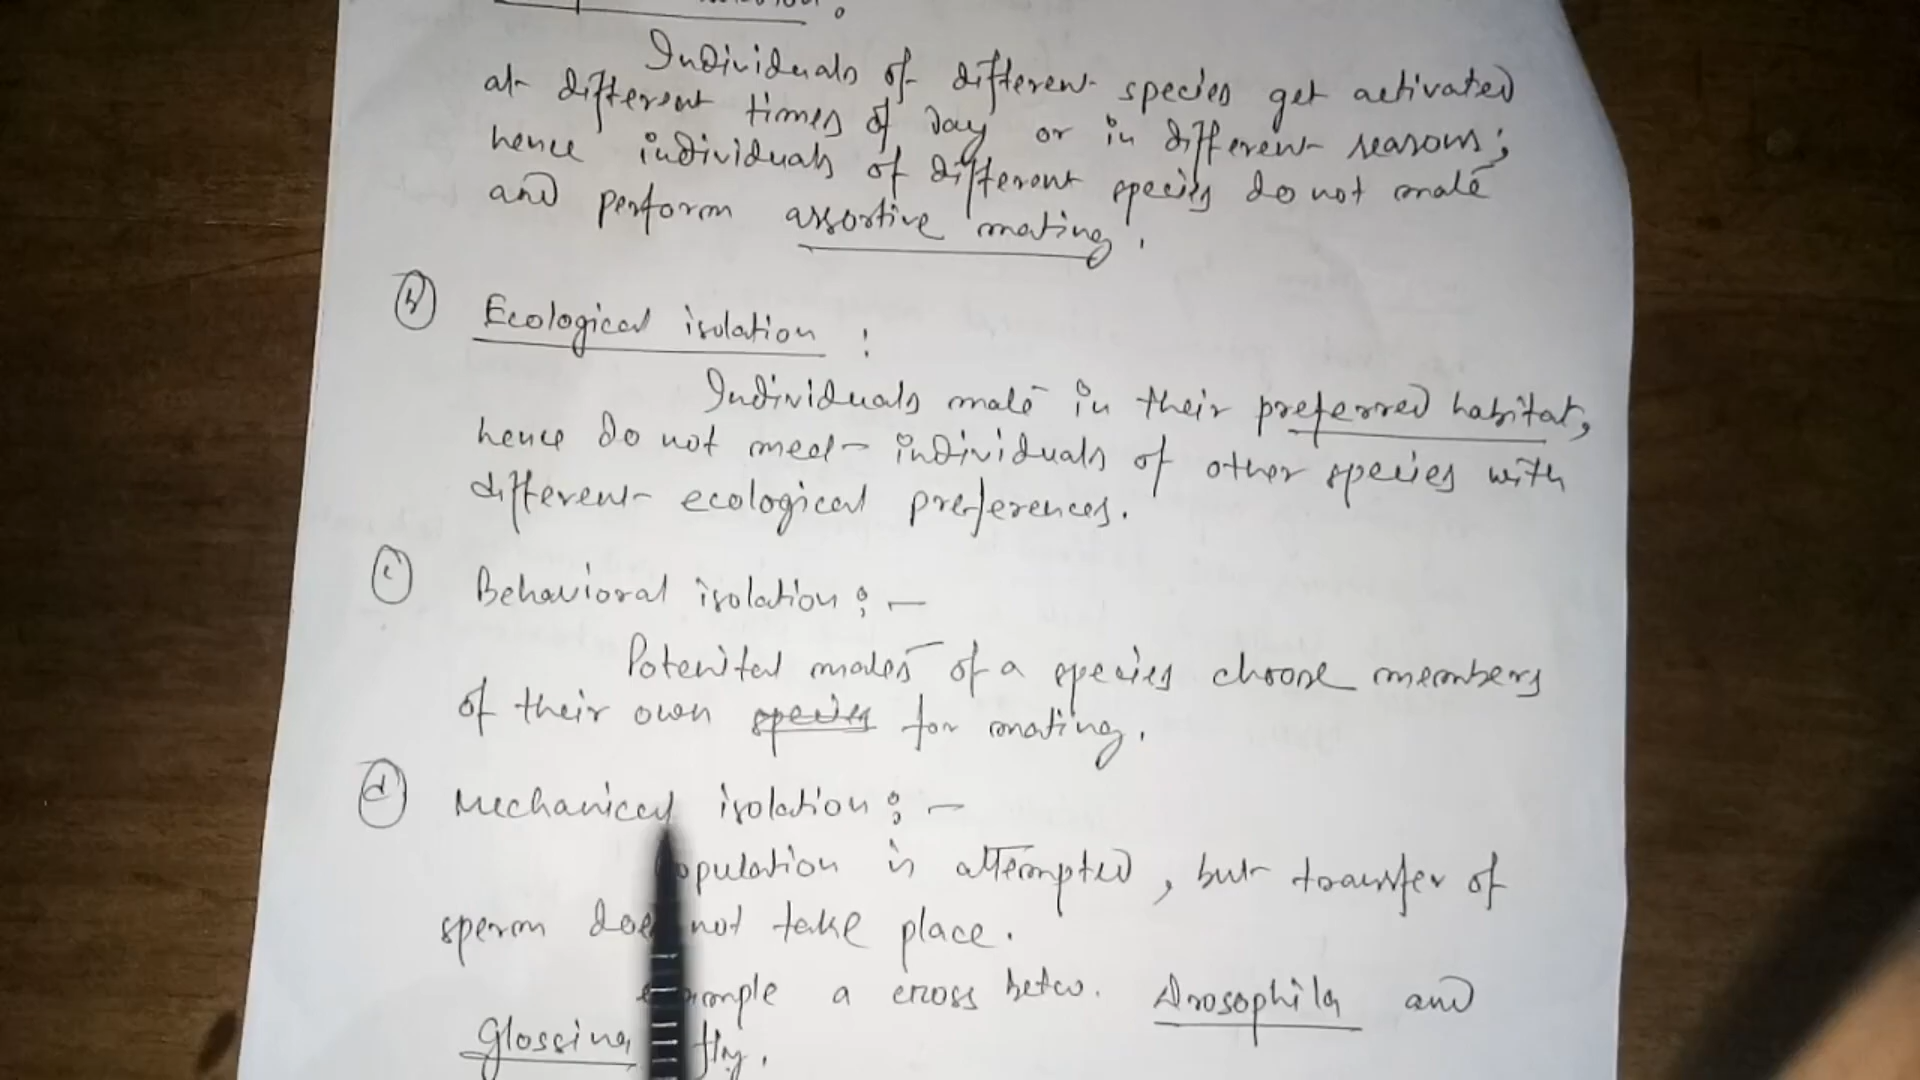 Individuals of different species get activated
at different times of day or in different seasons;
hence individuals of different species do not mate
and perform assortive mating.
(b) Ecological isolation :
Individuals mate in their preferred habitat,
hence do not meet individuals of other species with
different ecological preferences.
(c) Behavioral isolation : —
Potenital mates of a species choose members
of their own species for mating.
(d) Mechanical isolation : —
opulation is attempted, but transfer of
sperm does not take place.
example a cross betw. Drosophila and
Glossina fly.